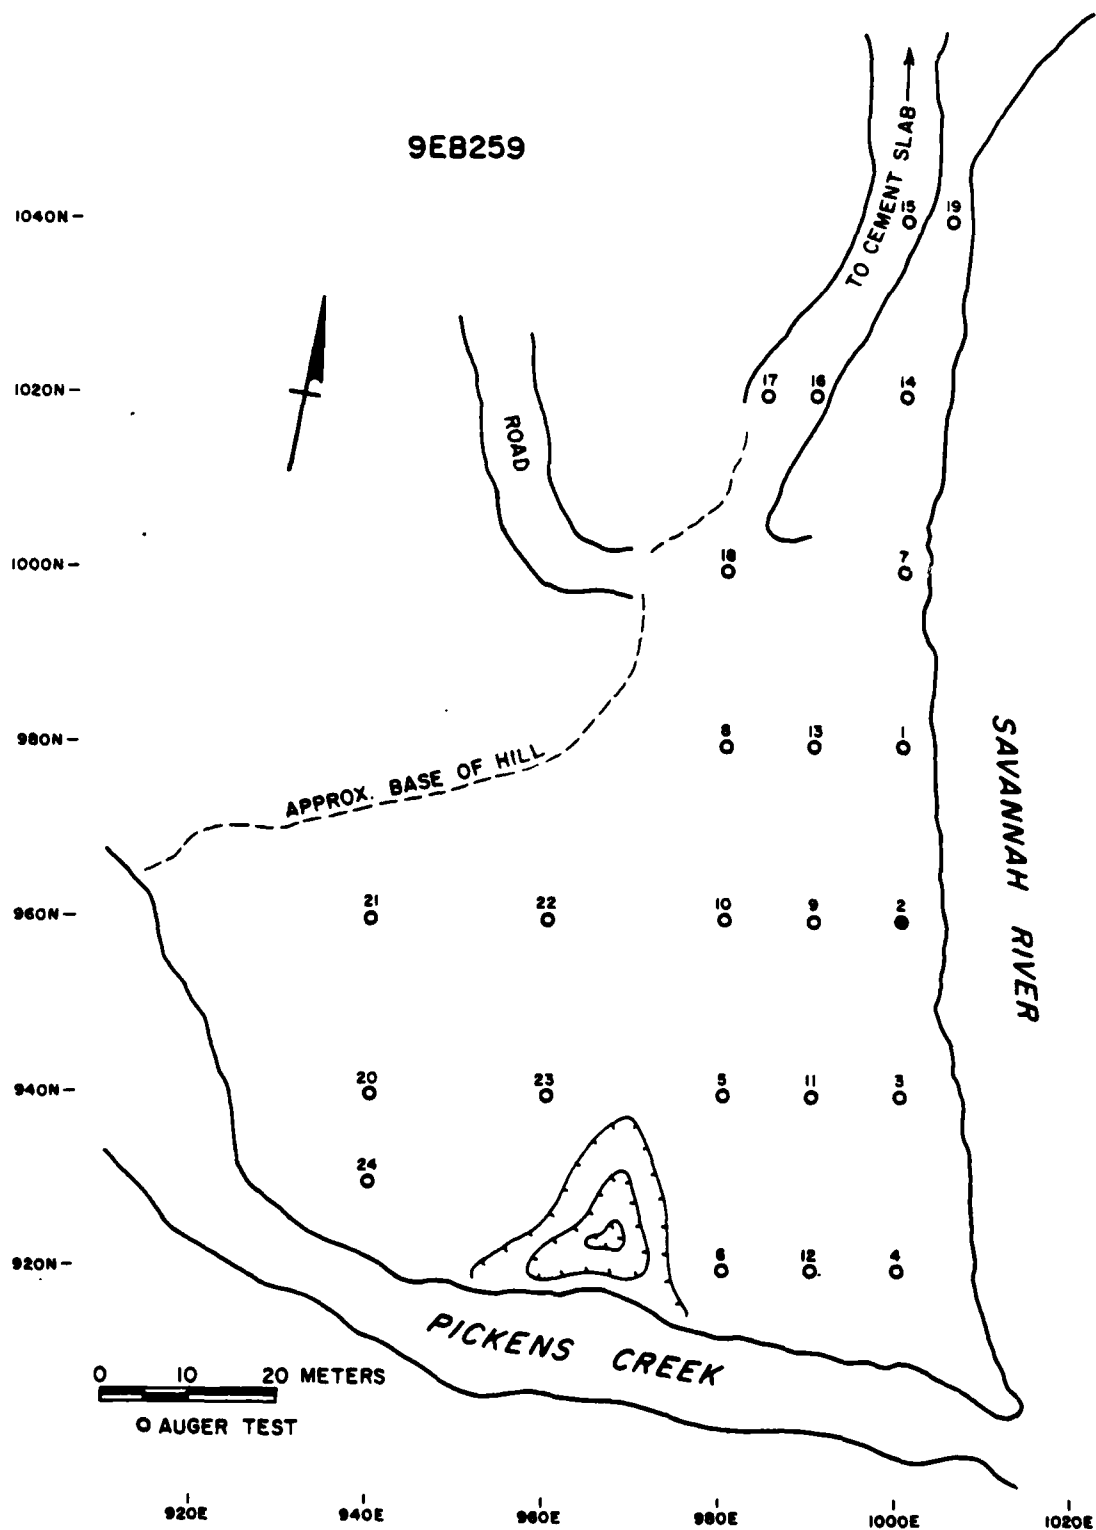 9EB259
TO CEMENT SLAB
15
19
1040N
17
16
14
1020N
ROAD
18
7
1000N
8
13
1
980N
APPROX. BASE OF HILL
SAVANNAH RIVER
21
22
10
9
2
960N
20
23
5
11
3
940N
24
6
12
4
920N
PICKENS CREEK
0 10 20 METERS
O AUGER TEST
920E 940E 960E 980E 1000E 1020E